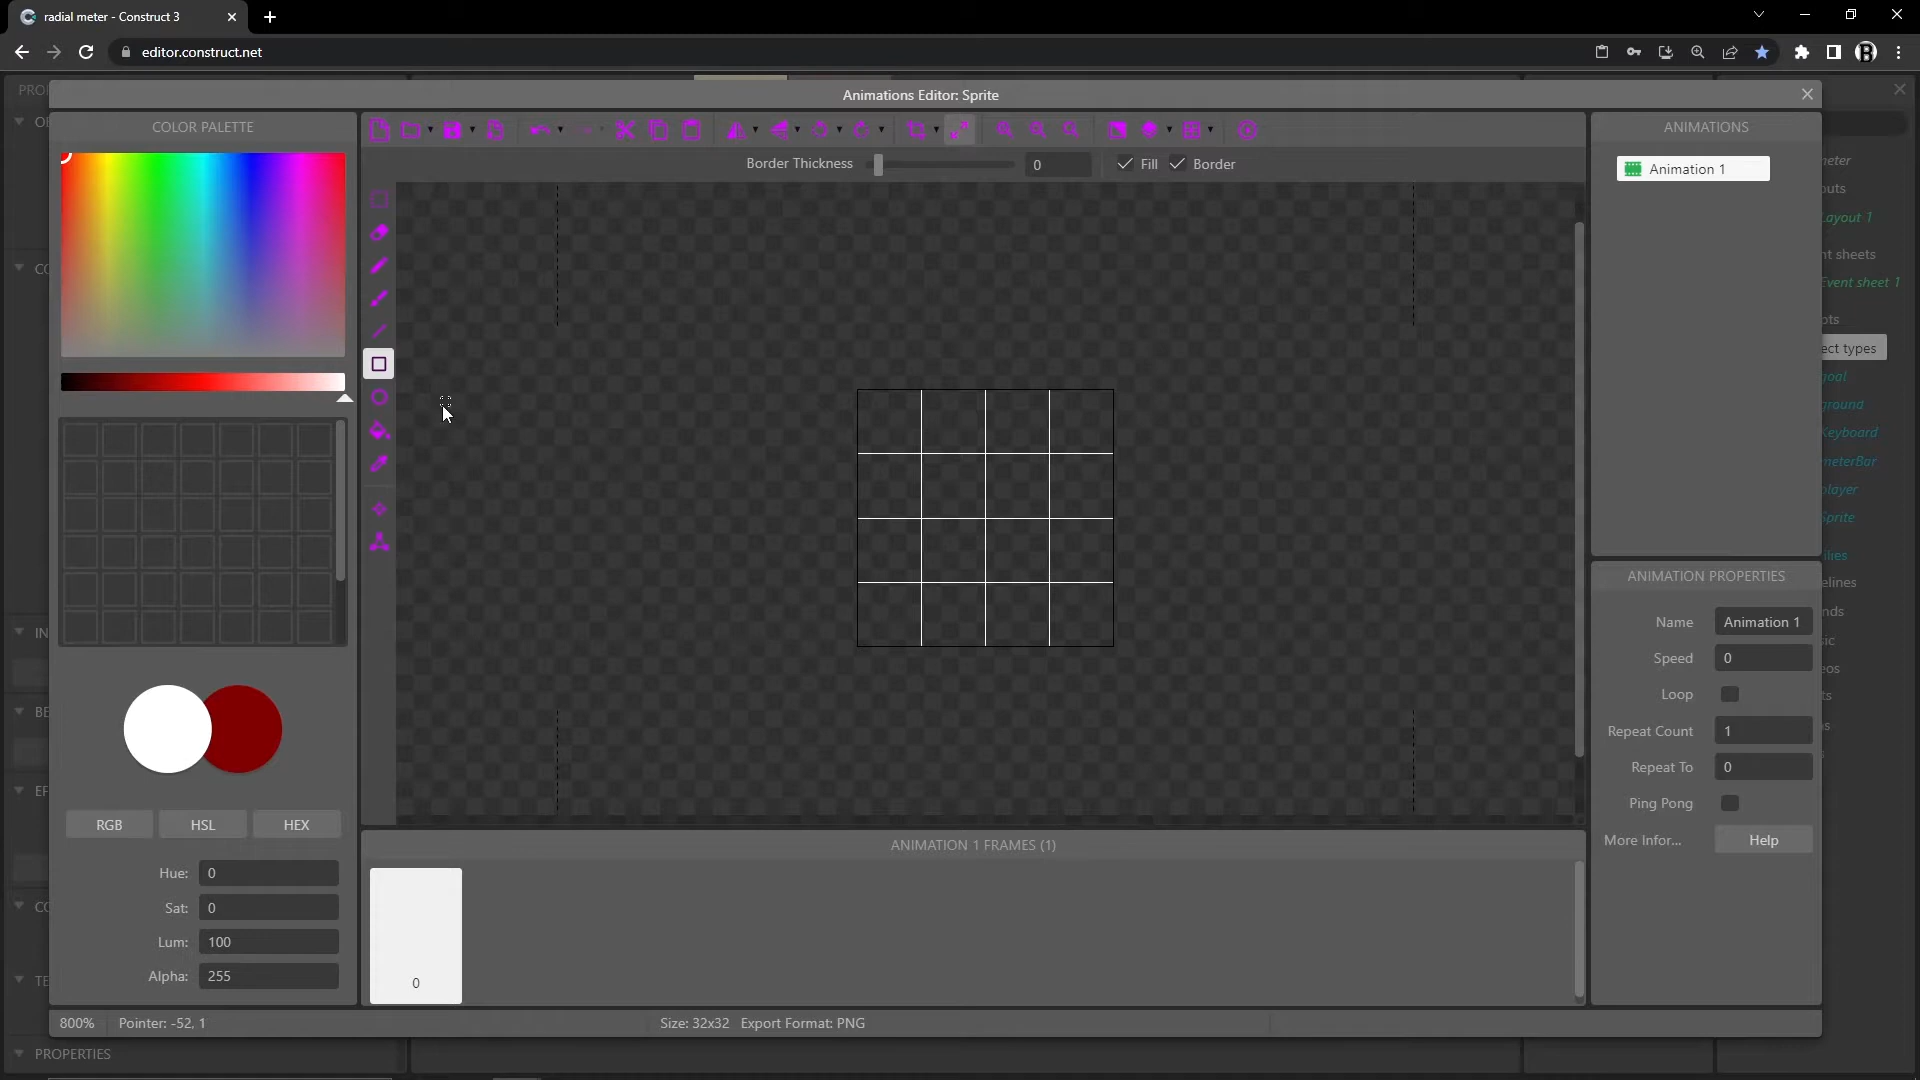 radial meter - Construct 3
editor.construct.net
Animations Editor: Sprite
COLOR PALETTE
ANIMATIONS
Border Thickness 0 Fill Border
Animation 1
Layout 1
Event sheet 1
ect types
goal
ground
Keyboard
meterBar
player
Sprite
ANIMATION PROPERTIES
Name Animation 1
Speed 0
Loop
Repeat Count 1
Repeat To 0
Ping Pong
More Infor... Help
RGB HSL HEX
ANIMATION 1 FRAMES (1)
Hue: 0
Sat: 0
Lum: 100
Alpha: 255
0
800% Pointer: -52, 1 Size: 32x32 Export Format: PNG
PROPERTIES